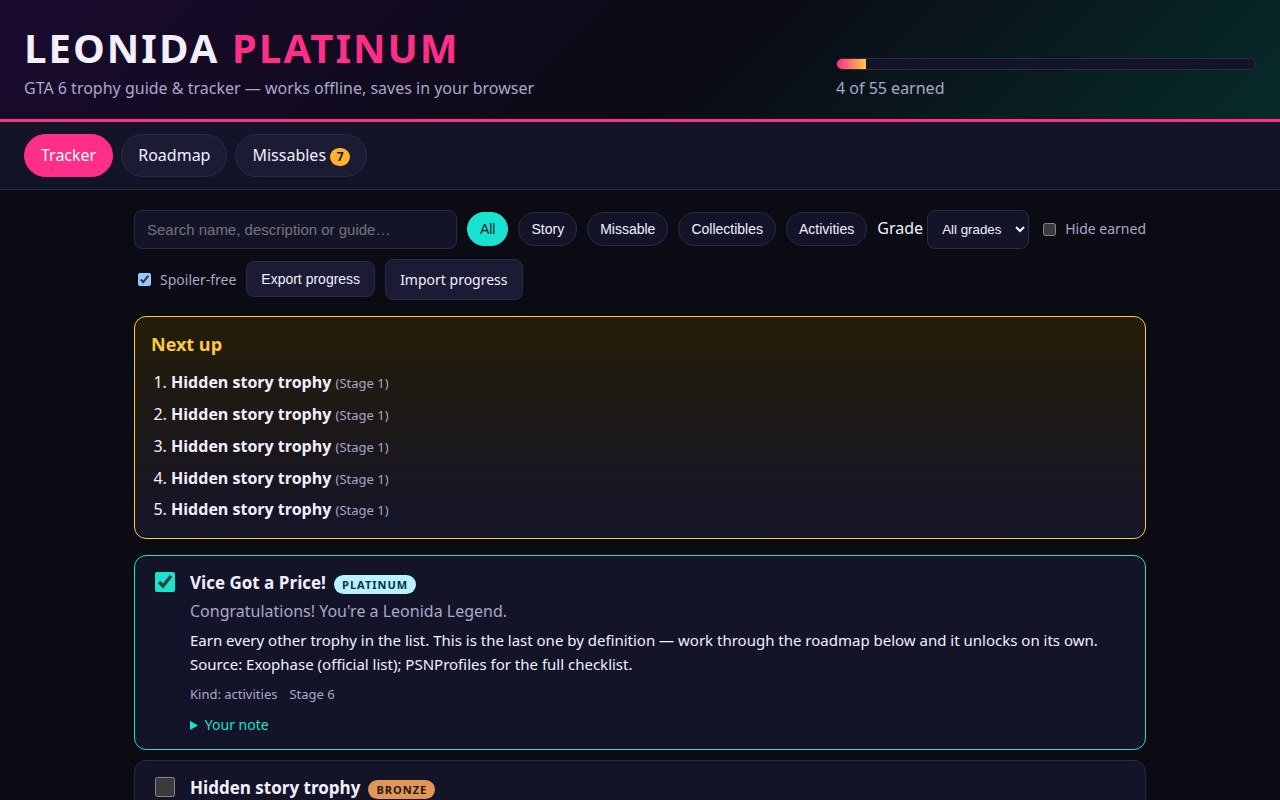 LEONIDA PLATINUM
GTA 6 trophy guide & tracker — works offline, saves in your browser
4 of 55 earned
Tracker Roadmap Missables 7
Search name, description or guide… All Story Missable Collectibles Activities Grade All grades Hide earned
Spoiler-free Export progress Import progress
Next up
1. Hidden story trophy (Stage 1)
2. Hidden story trophy (Stage 1)
3. Hidden story trophy (Stage 1)
4. Hidden story trophy (Stage 1)
5. Hidden story trophy (Stage 1)
Vice Got a Price! PLATINUM
Congratulations! You're a Leonida Legend.
Earn every other trophy in the list. This is the last one by definition — work through the roadmap below and it unlocks on its own.
Source: Exophase (official list); PSNProfiles for the full checklist.
Kind: activities Stage 6
Your note
Hidden story trophy BRONZE